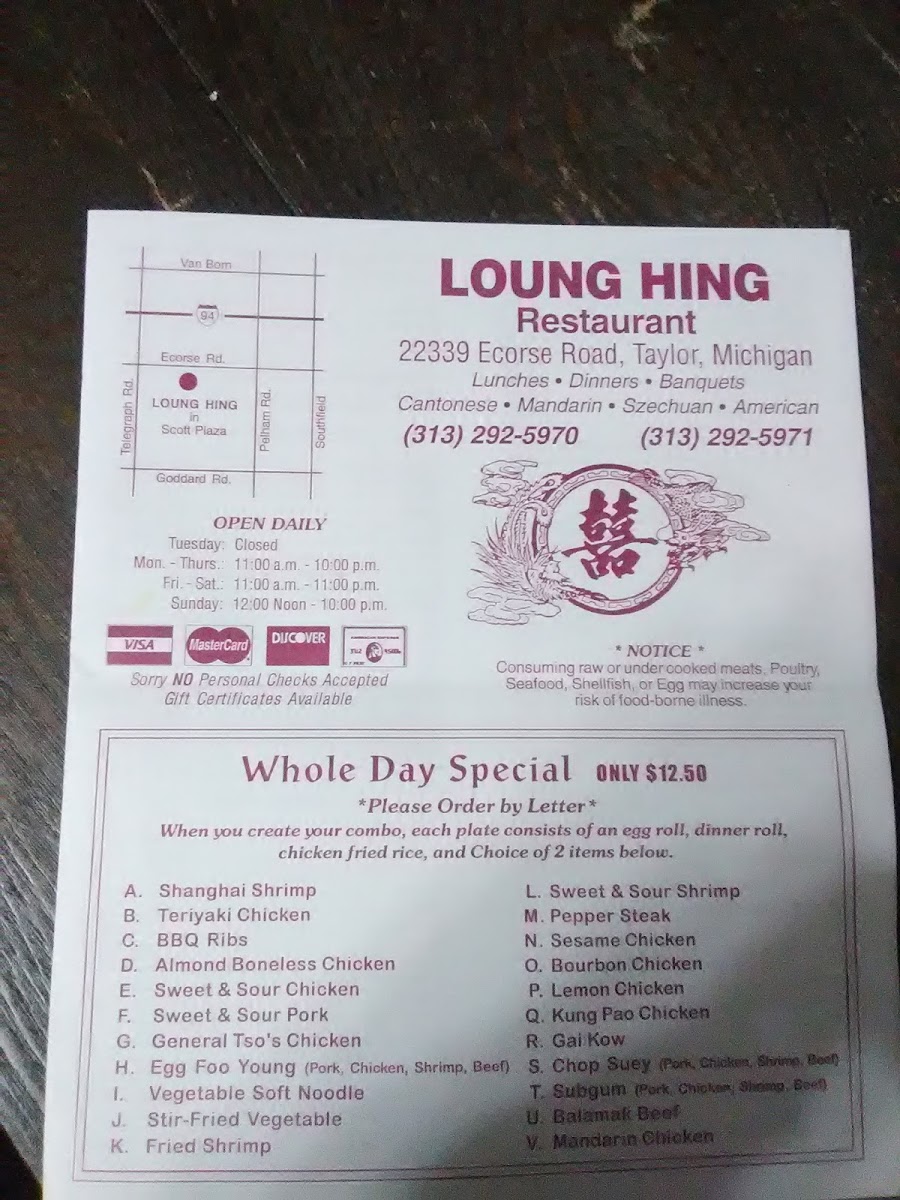 Van Born
94
Ecorse Rd.
LOUNG HING
in
Scott Plaza
Telegraph Rd.
Pelham Rd.
Southfield
Goddard Rd.
LOUNG HING
Restaurant
22339 Ecorse Road, Taylor, Michigan
Lunches • Dinners • Banquets
Cantonese • Mandarin • Szechuan • American
(313) 292-5970 (313) 292-5971
囍
OPEN DAILY
Tuesday: Closed
Mon. - Thurs.: 11:00 a.m. - 10:00 p.m.
Fri. - Sat.: 11:00 a.m. - 11:00 p.m.
Sunday: 12:00 Noon - 10:00 p.m.
VISA MasterCard DISCOVER
Sorry NO Personal Checks Accepted
Gift Certificates Available
* NOTICE *
Consuming raw or under cooked meats, Poultry,
Seafood, Shellfish, or Egg may increase your
risk of food-borne illness.
Whole Day Special ONLY $12.50
*Please Order by Letter*
When you create your combo, each plate consists of an egg roll, dinner roll,
chicken fried rice, and Choice of 2 items below.
A. Shanghai Shrimp
B. Teriyaki Chicken
C. BBQ Ribs
D. Almond Boneless Chicken
E. Sweet & Sour Chicken
F. Sweet & Sour Pork
G. General Tso's Chicken
H. Egg Foo Young (Pork, Chicken, Shrimp, Beef)
I. Vegetable Soft Noodle
J. Stir-Fried Vegetable
K. Fried Shrimp
L. Sweet & Sour Shrimp
M. Pepper Steak
N. Sesame Chicken
O. Bourbon Chicken
P. Lemon Chicken
Q. Kung Pao Chicken
R. Gai Kow
S. Chop Suey (Pork, Chicken, Shrimp, Beef)
T. Subgum (Pork, Chicken, Shrimp, Beef)
U. Balamak Beef
V. Mandarin Chicken